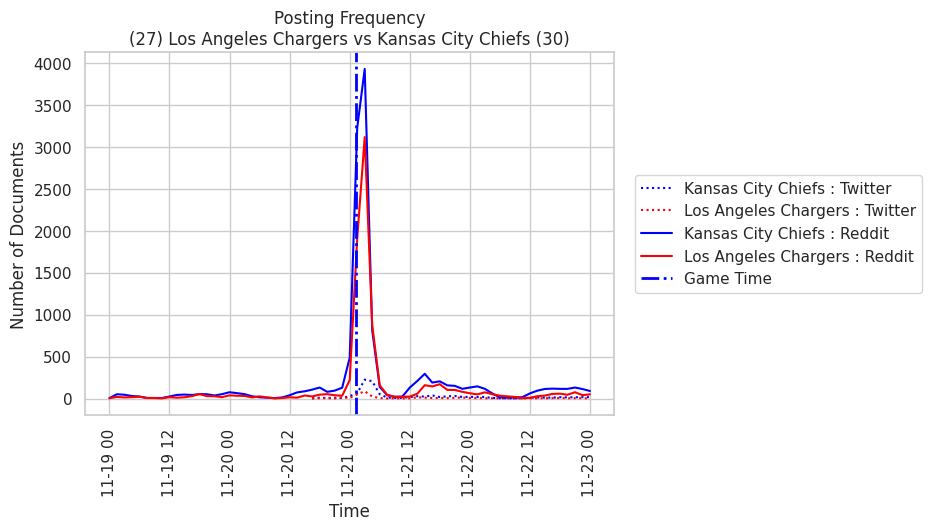 Posting Frequency
(27) Los Angeles Chargers vs Kansas City Chiefs (30)
Number of Documents
4000
3500
3000
2500
2000
1500
1000
500
0
11-19 00
11-19 12
11-20 00
11-20 12
11-21 00
11-21 12
11-22 00
11-22 12
11-23 00
Time
Kansas City Chiefs : Twitter
Los Angeles Chargers : Twitter
Kansas City Chiefs : Reddit
Los Angeles Chargers : Reddit
Game Time